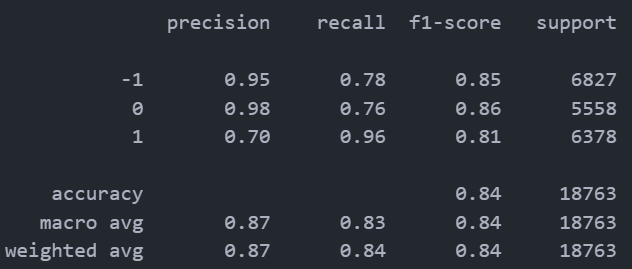 precision recall f1-score support
-1 0.95 0.78 0.85 6827
0 0.98 0.76 0.86 5558
1 0.70 0.96 0.81 6378
accuracy 0.84 18763
macro avg 0.87 0.83 0.84 18763
weighted avg 0.87 0.84 0.84 18763